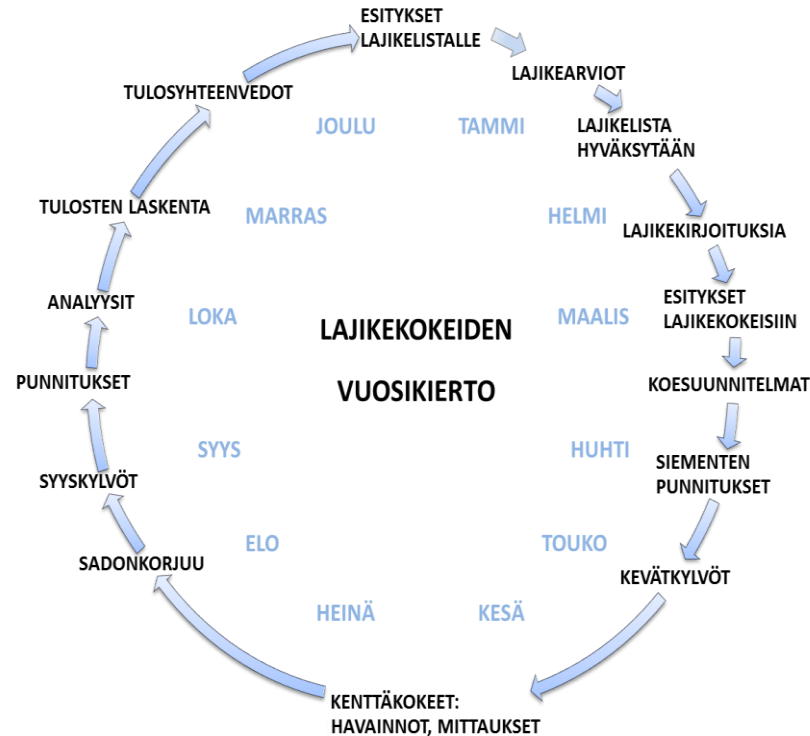 ESITYKSET
LAJIKELISTALLE
LAJIKEARVIOT
LAJIKELISTA
HYVÄKSYTÄÄN
LAJIKEKIRJOITUKSIA
ESITYKSET
LAJIKEKOKEISIIN
KOESUUNNITELMAT
SIEMENTEN
PUNNITUKSET
KEVÄTKYLVÖT
KENTTÄKOKEET:
HAVAINNOT, MITTAUKSET
SADONKORJUU
SYYSKYLVÖT
PUNNITUKSET
ANALYYSIT
TULOSTEN LASKENTA
TULOSYHTEENVEDOT
TAMMI
HELMI
MAALIS
HUHTI
TOUKO
KESÄ
HEINÄ
ELO
SYYS
LOKA
MARRAS
JOULU
LAJIKEKOKEIDEN
VUOSIKIERTO